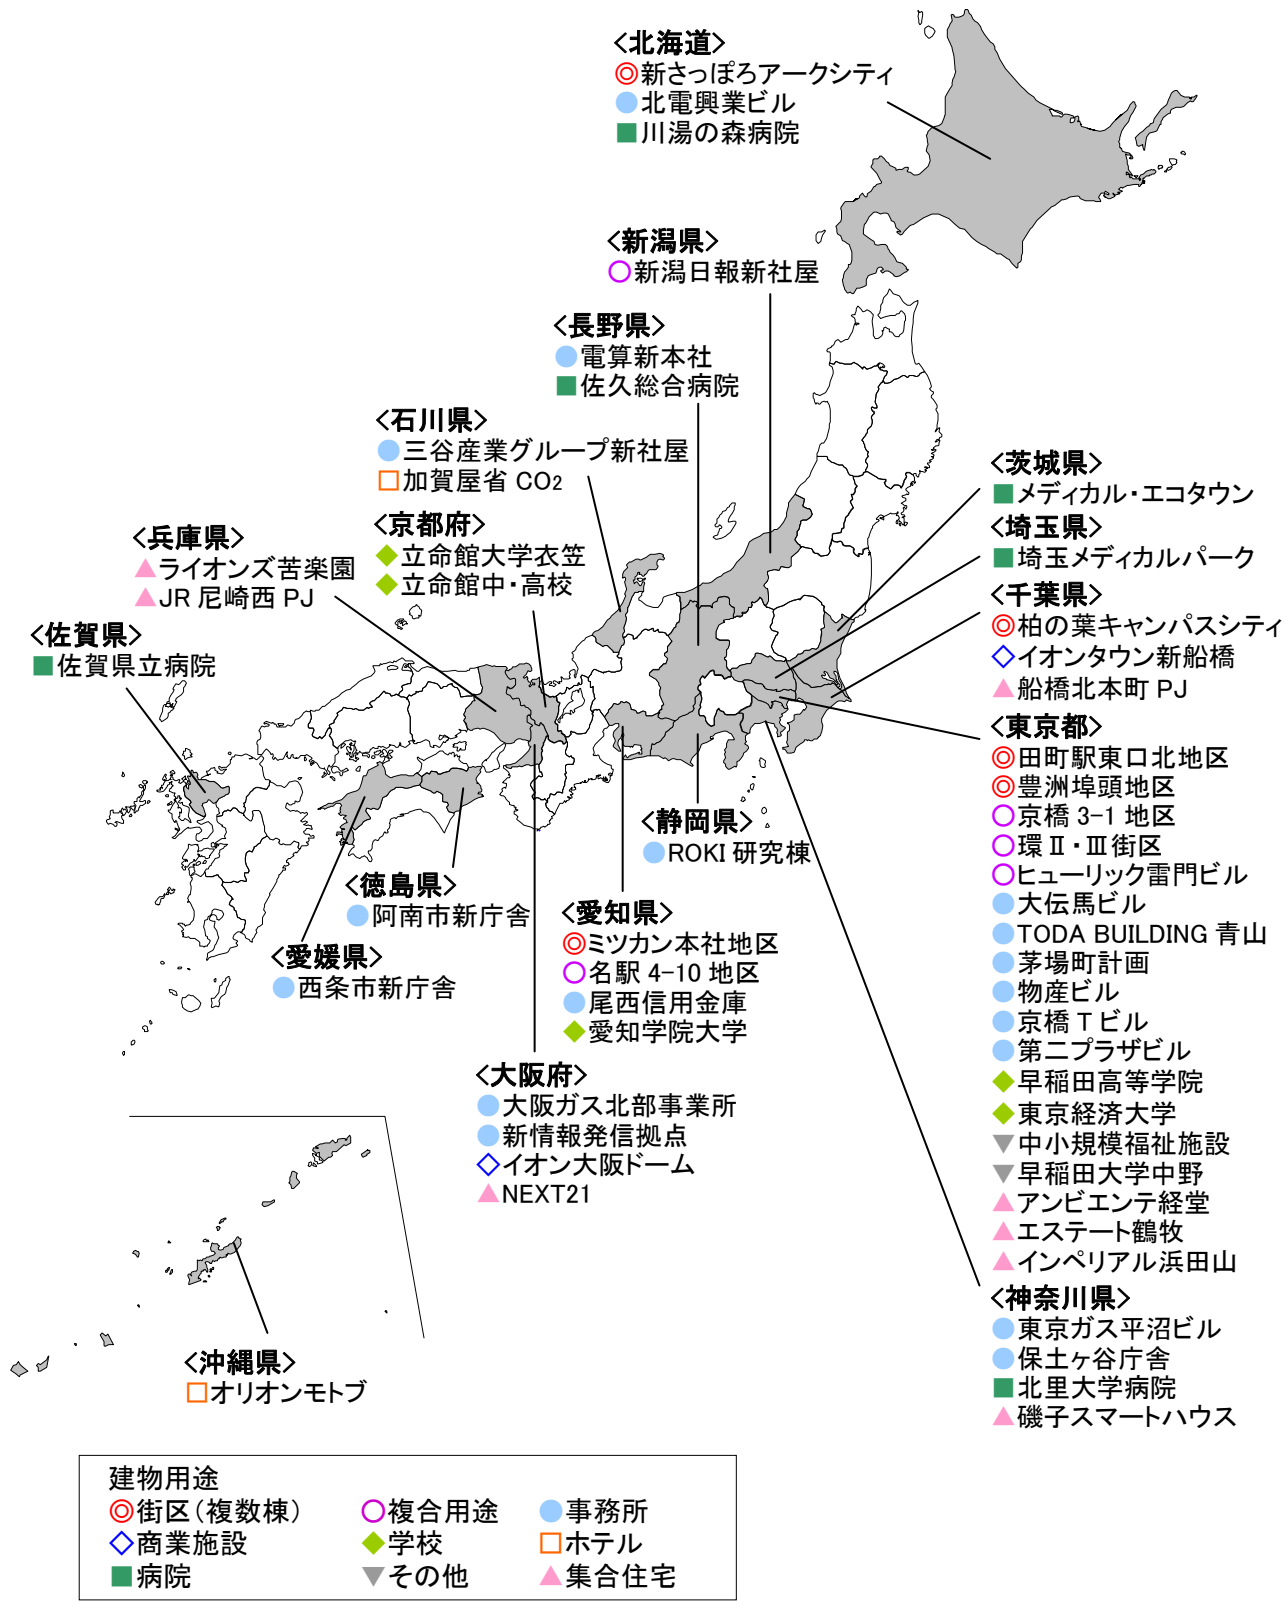 <北海道>
新さっぽろアークシティ
北電興業ビル
川湯の森病院
<新潟県>
新潟日報新社屋
<長野県>
電算新本社
佐久総合病院
<石川県>
三谷産業グループ新社屋
加賀屋省 CO2
<京都府>
立命館大学衣笠
立命館中・高校
<兵庫県>
ライオンズ苦楽園
JR 尼崎西 PJ
<佐賀県>
佐賀県立病院
<茨城県>
メディカル・エコタウン
<埼玉県>
埼玉メディカルパーク
<千葉県>
柏の葉キャンパスシティ
イオンタウン新船橋
船橋北本町 PJ
<東京都>
田町駅東口北地区
豊洲埠頭地区
京橋 3-1 地区
環Ⅱ・Ⅲ街区
ヒューリック雷門ビル
大伝馬ビル
TODA BUILDING 青山
茅場町計画
物産ビル
京橋 T ビル
第二プラザビル
早稲田高等学院
東京経済大学
中小規模福祉施設
早稲田大学中野
アンビエンテ経堂
エステート鶴牧
インペリアル浜田山
<神奈川県>
東京ガス平沼ビル
保土ヶ谷庁舎
北里大学病院
磯子スマートハウス
<静岡県>
ROKI 研究棟
<徳島県>
阿南市新庁舎
<愛媛県>
西条市新庁舎
<愛知県>
ミツカン本社地区
名駅 4-10 地区
尾西信用金庫
愛知学院大学
<大阪府>
大阪ガス北部事業所
新情報発信拠点
イオン大阪ドーム
NEXT21
<沖縄県>
オリオンモトブ
建物用途
街区（複数棟） 複合用途 事務所
商業施設 学校 ホテル
病院 その他 集合住宅